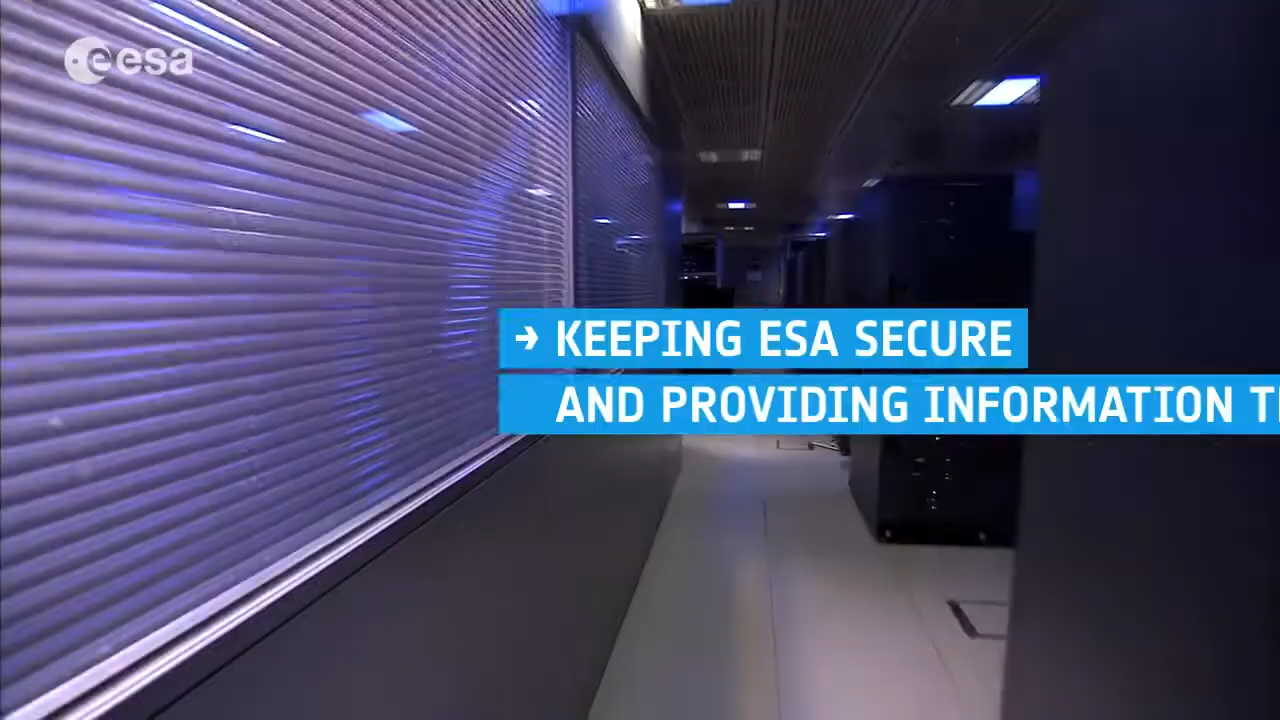 esa
→ KEEPING ESA SECURE
AND PROVIDING INFORMATION T